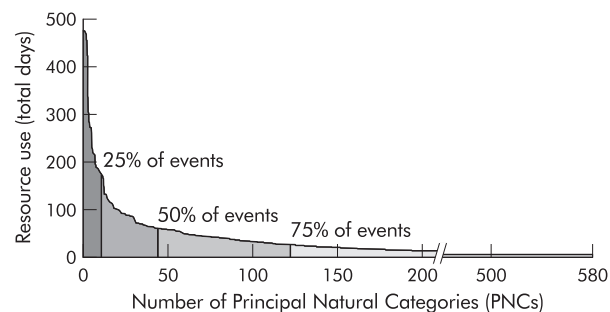 500
400
300
200
100
0
Resource use (total days)
25% of events
50% of events
75% of events
0 50 100 150 200 500 580
Number of Principal Natural Categories (PNCs)